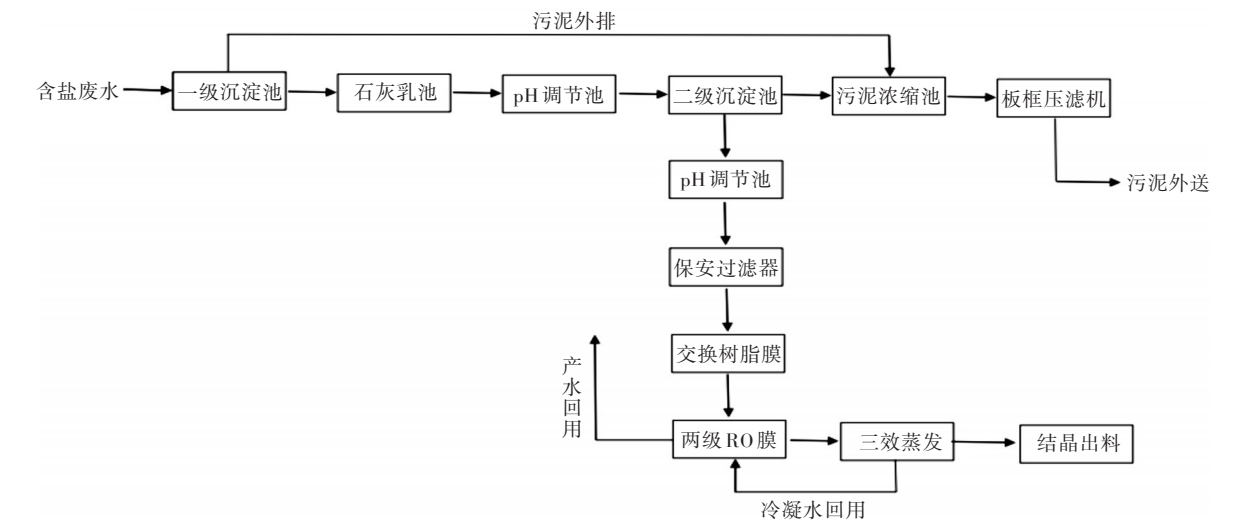 污泥外排
含盐废水
一级沉淀池
石灰乳池
pH调节池
二级沉淀池
污泥浓缩池
板框压滤机
污泥外送
pH调节池
保安过滤器
交换树脂膜
产水回用
两级RO膜
三效蒸发
结晶出料
冷凝水回用